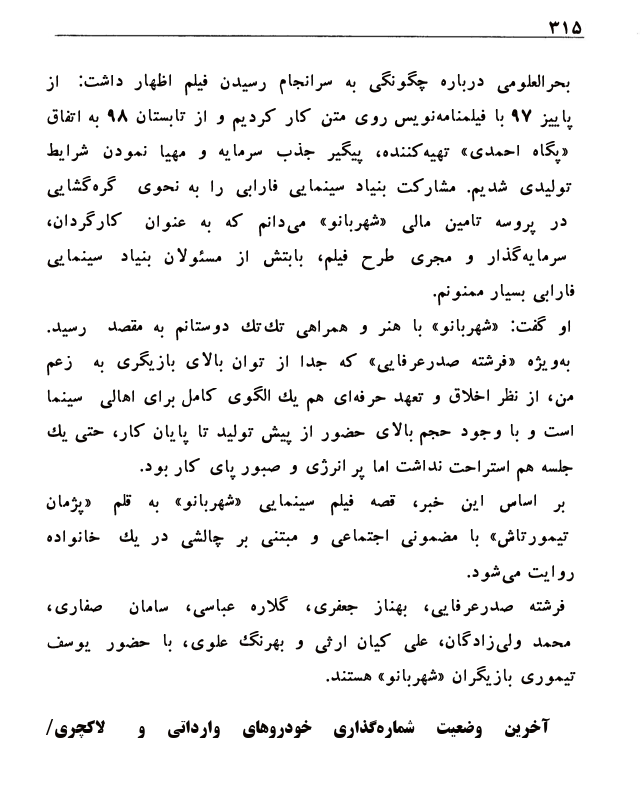 ۳۱۵
بحرالعلومی درباره چگونگی به سرانجام رسیدن فیلم اظهار داشت: از
پاییز ۹۷ با فیلمنامه‌نویس روی متن کار کردیم و از تابستان ۹۸ به اتفاق
«پگاه احمدی» تهیه‌کننده، پیگیر جذب سرمایه و مهیا نمودن شرایط
تولیدی شدیم. مشارکت بنیاد سینمایی فارابی را به نحوی گره‌گشایی
در پروسه تامین مالی «شهربانو» می‌دانم که به عنوان کارگردان،
سرمایه‌گذار و مجری طرح فیلم، بابتش از مسئولان بنیاد سینمایی
فارابی بسیار ممنونم.
او گفت: «شهربانو» با هنر و همراهی تك‌تك دوستانم به مقصد رسید.
به‌ویژه «فرشته صدرعرفایی» که جدا از توان بالای بازیگری به زعم
من، از نظر اخلاق و تعهد حرفه‌ای هم یك الگوی کامل برای اهالی سینما
است و با وجود حجم بالای حضور از پیش تولید تا پایان کار، حتی یك
جلسه هم استراحت نداشت اما پر انرژی و صبور پای کار بود.
بر اساس این خبر، قصه فیلم سینمایی «شهربانو» به قلم «پژمان
تیمورتاش» با مضمونی اجتماعی و مبتنی بر چالشی در یك خانواده
روایت می‌شود.
فرشته صدرعرفایی، بهناز جعفری، گلاره عباسی، سامان صفاری،
محمد ولی‌زادگان، علی کیان ارثی و بهرنگ علوی، با حضور یوسف
تیموری بازیگران «شهربانو» هستند.
آخرین وضعیت شماره‌گذاری خودروهای وارداتی و لاکچری/